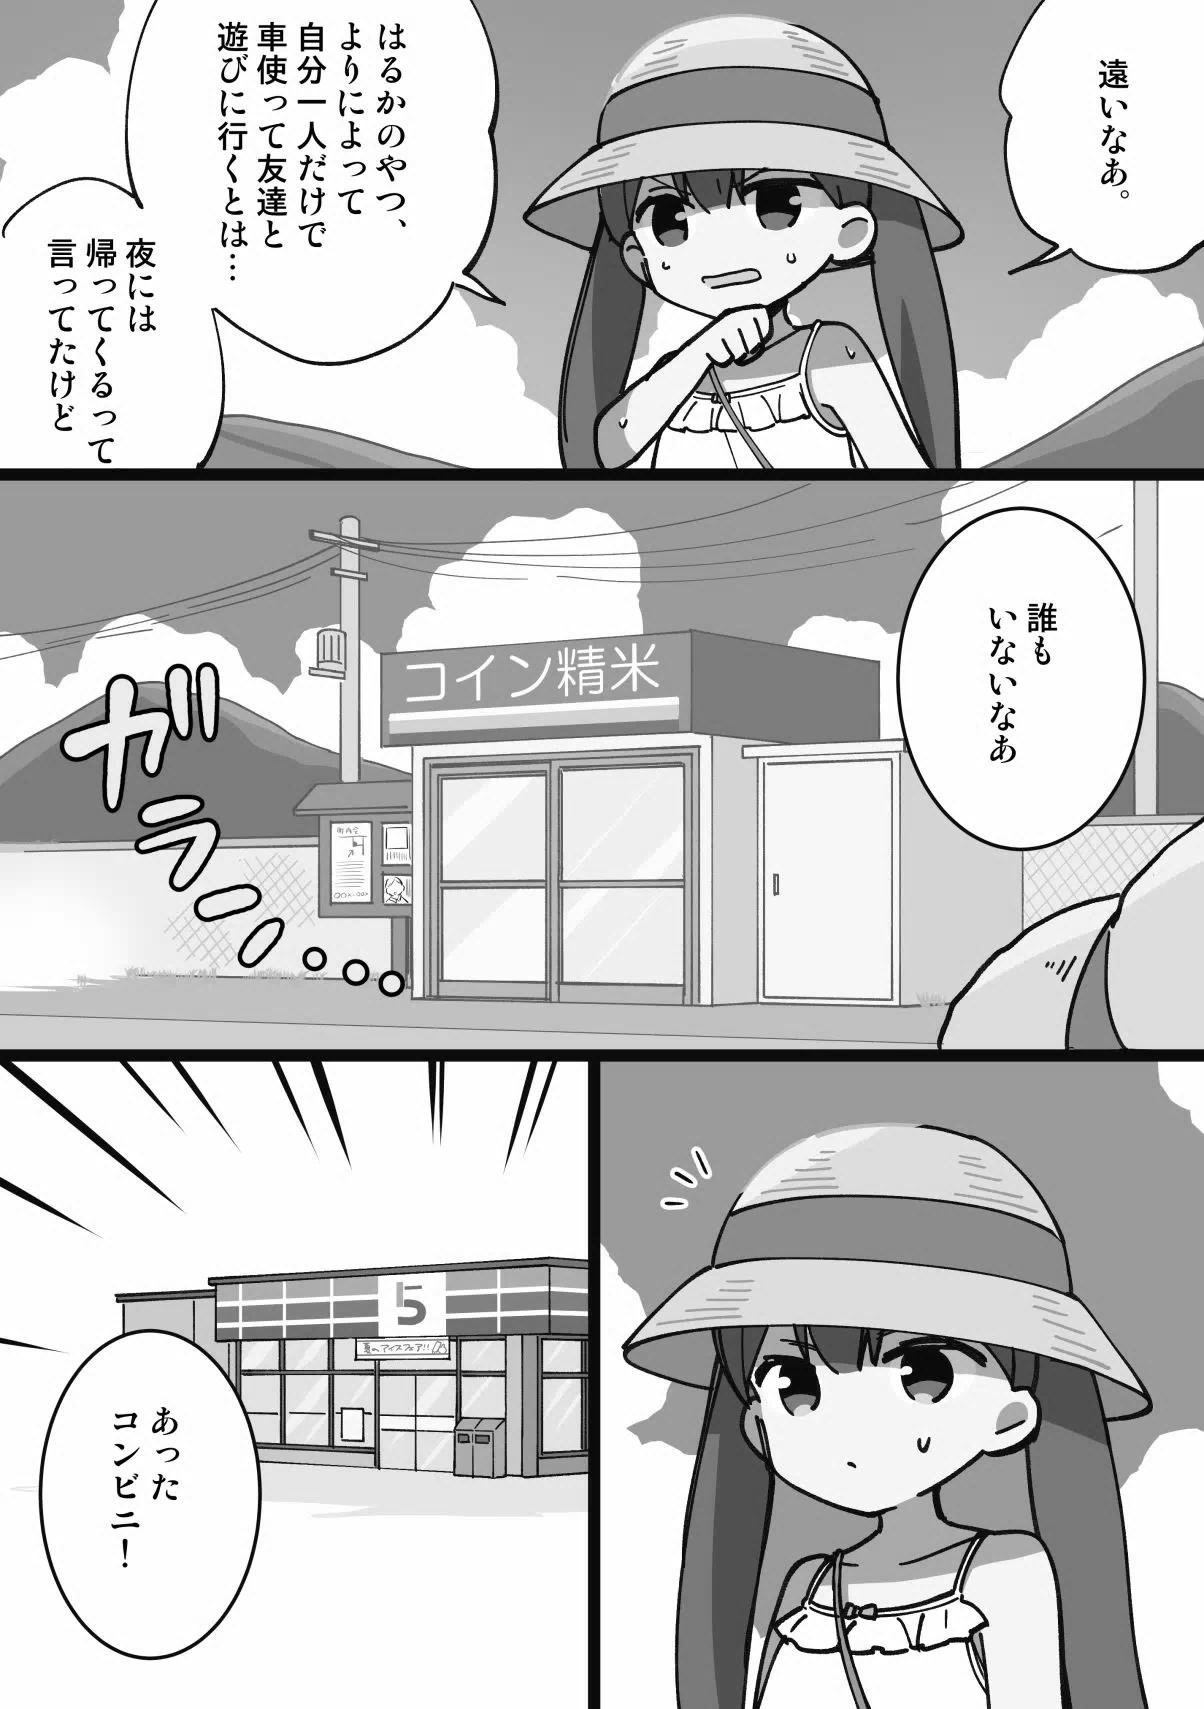 遠いなあ。
はるかのやつ、
よりによって
自分一人だけで
車使って友達と
遊びに行くとは…
夜には
帰ってくるって
言ってたけど
誰も
いないなあ
コイン精米
町内会
ガラーン…
5
夏のアイスフェア!!
あった
コンビニ！